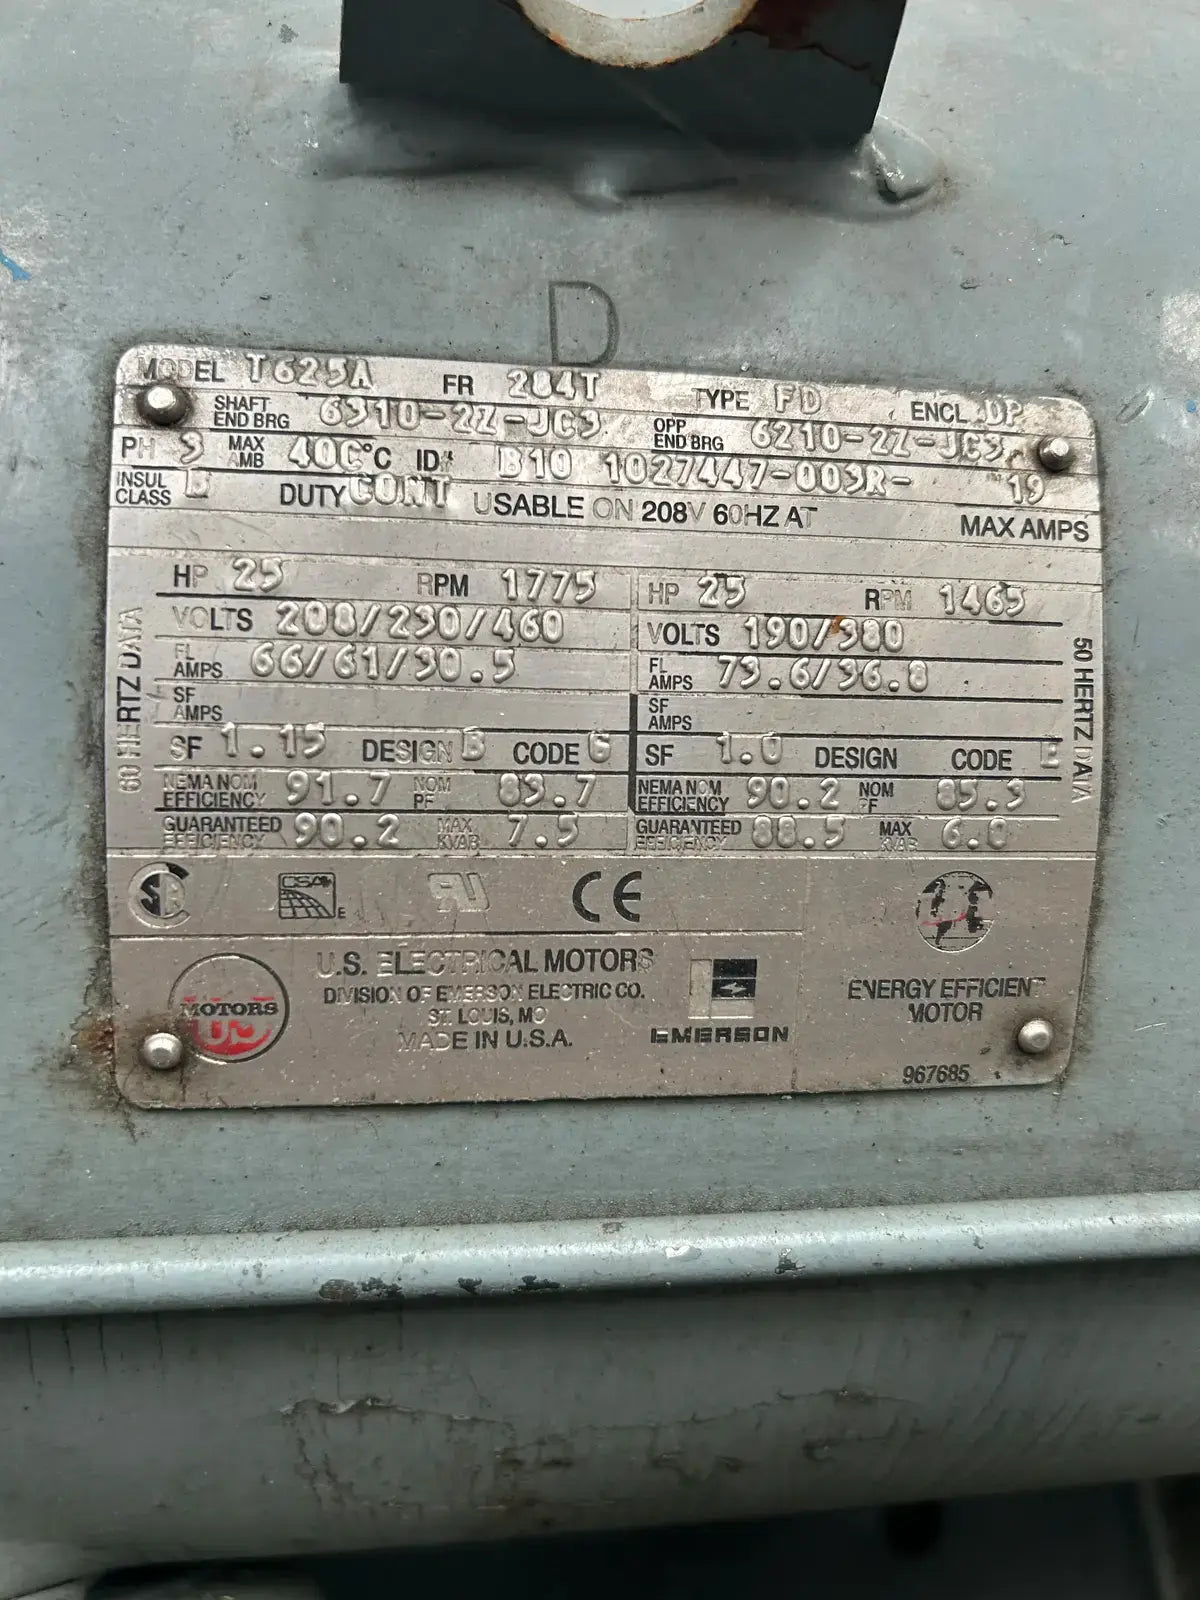 D
MODEL T625A FR 284T TYPE FD ENCL DP
SHAFT END BRG 6310-2Z-JC3 OPP END BRG 6210-2Z-JC3
PH 3 MAX AMB 40C°C ID# B10 1027447-003R-19
INSUL CLASS DUTY CONT USABLE ON 208V 60HZ AT MAX AMPS
60 HERTZ DATA
HP 25 RPM 1775
VOLTS 208/230/460
FL AMPS 66/61/30.5
SF AMPS
SF 1.15 DESIGN B CODE G
NEMA NOM EFFICIENCY 91.7 NOM PF 83.7
GUARANTEED EFFICIENCY 90.2 MAX KVAR 7.5
HP 25 RPM 1465
VOLTS 190/380
FL AMPS 73.6/36.8
SF AMPS
SF 1.0 DESIGN CODE E
NEMA NOM EFFICIENCY 90.2 NOM PF 85.3
GUARANTEED EFFICIENCY 88.5 MAX KVAR 6.0
50 HERTZ DATA
CSA E
CE
U.S. ELECTRICAL MOTORS
DIVISION OF EMERSON ELECTRIC CO.
ST. LOUIS, MO
MADE IN U.S.A.
MOTORS
US
EMERSON
ENERGY EFFICIENT
MOTOR
967685